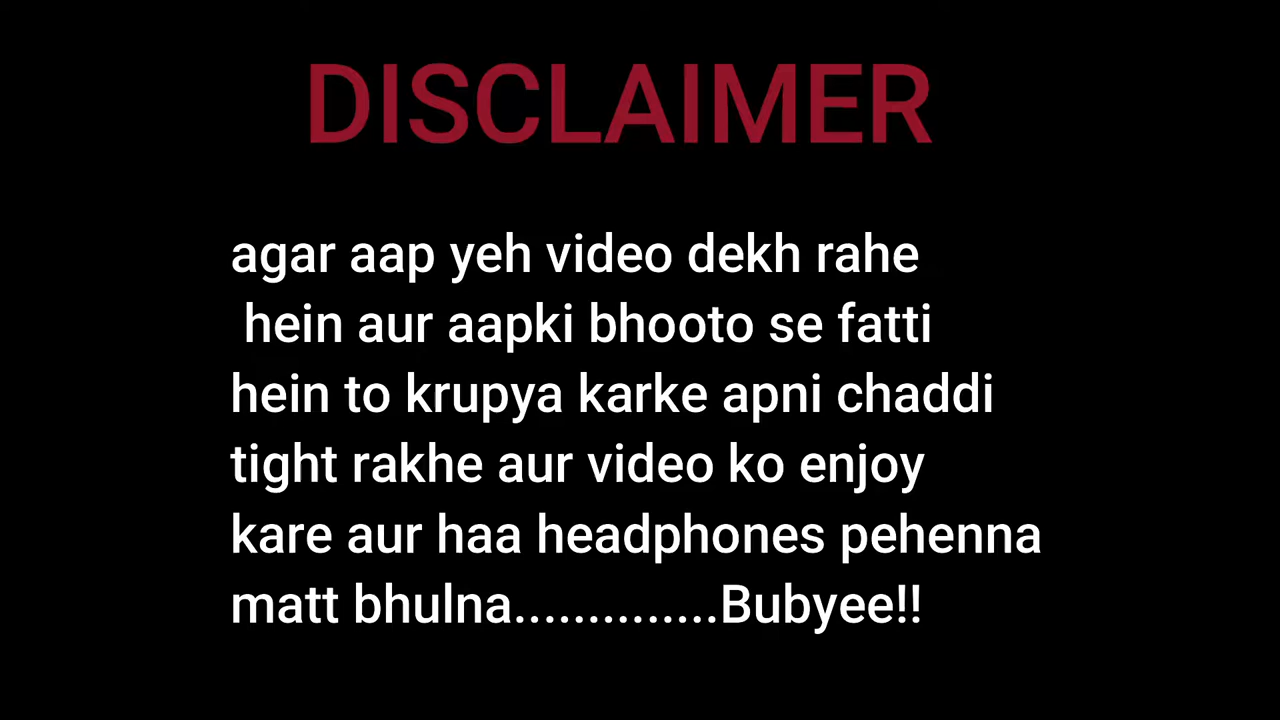 DISCLAIMER
agar aap yeh video dekh rahe
hein aur aapki bhooto se fatti
hein to krupya karke apni chaddi
tight rakhe aur video ko enjoy
kare aur haa headphones pehenna
matt bhulna..............Bubyee!!